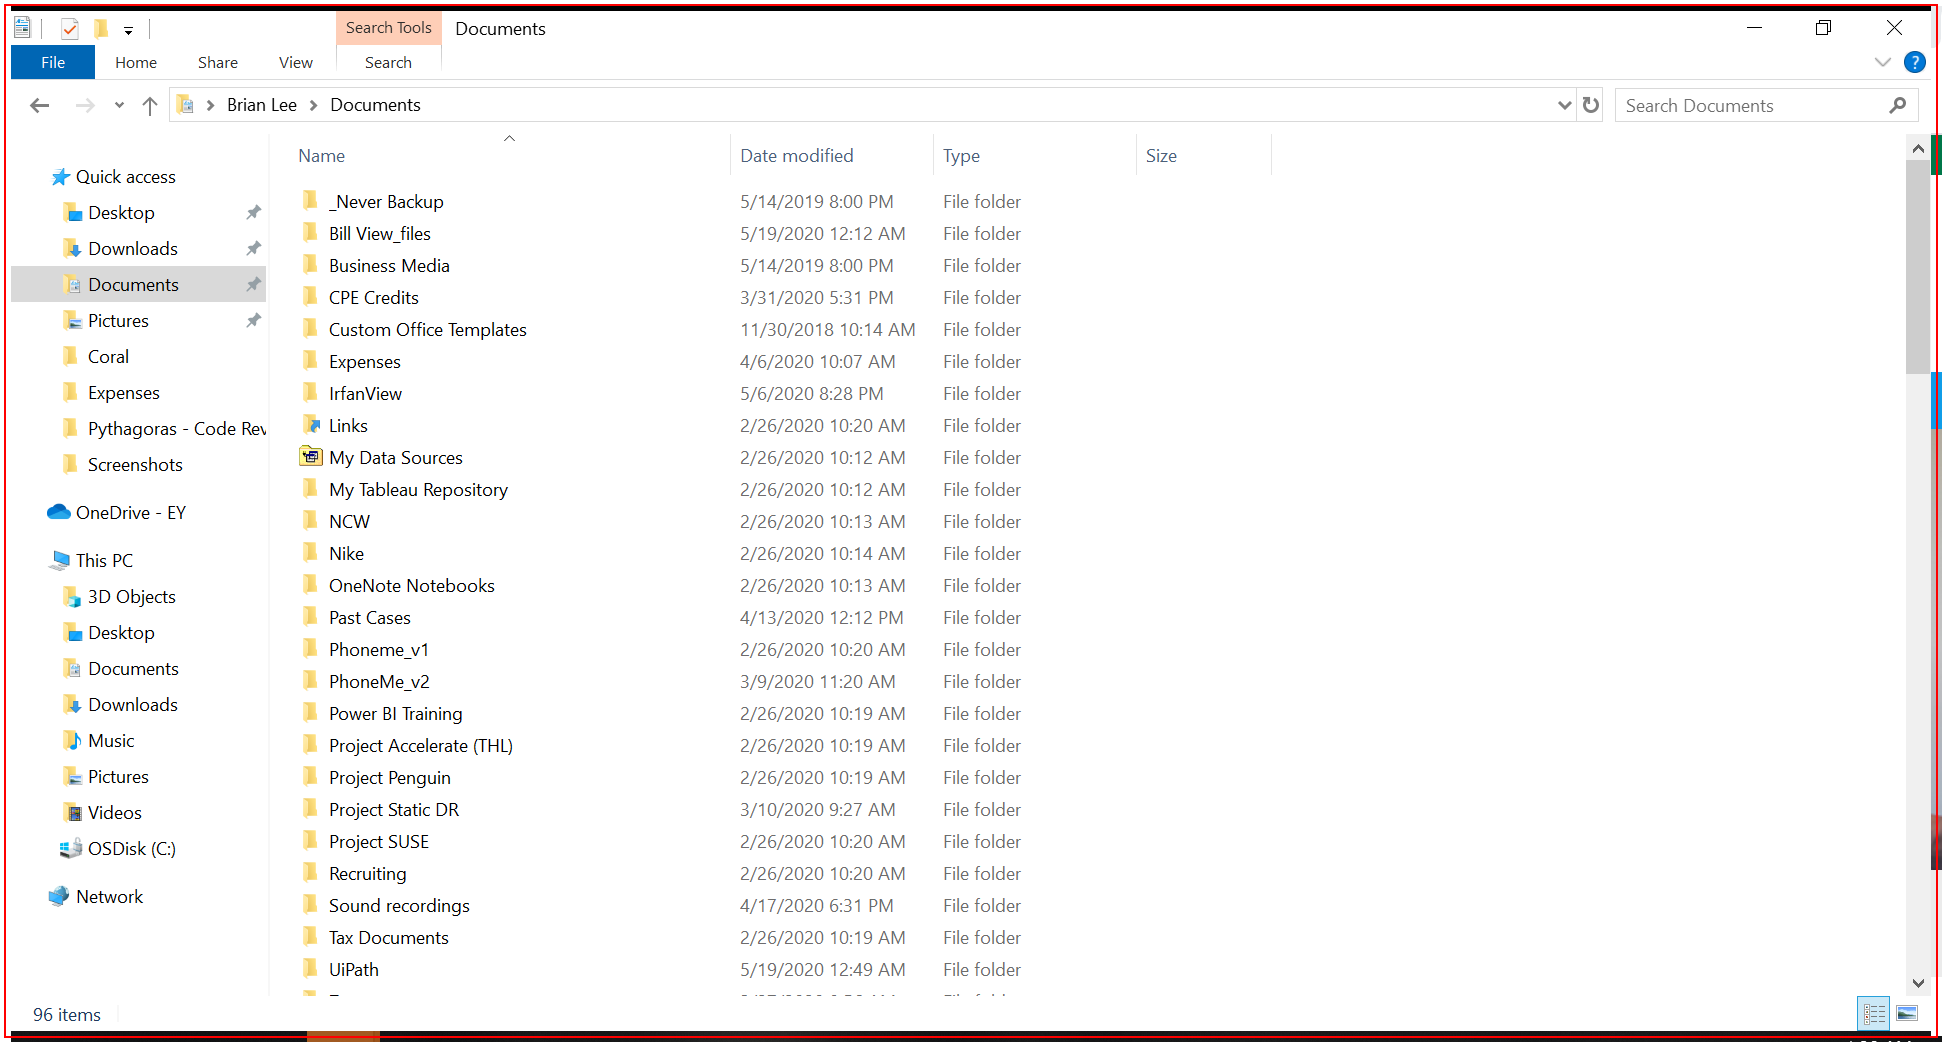 Search Tools Documents
File Home Share View Search
Brian Lee Documents Search Documents
Name Date modified Type Size
Quick access
Desktop
Downloads
Documents
Pictures
Coral
Expenses
Pythagoras - Code Rev
Screenshots
OneDrive - EY
This PC
3D Objects
Desktop
Documents
Downloads
Music
Pictures
Videos
OSDisk (C:)
Network
_Never Backup 5/14/2019 8:00 PM File folder
Bill View_files 5/19/2020 12:12 AM File folder
Business Media 5/14/2019 8:00 PM File folder
CPE Credits 3/31/2020 5:31 PM File folder
Custom Office Templates 11/30/2018 10:14 AM File folder
Expenses 4/6/2020 10:07 AM File folder
IrfanView 5/6/2020 8:28 PM File folder
Links 2/26/2020 10:20 AM File folder
My Data Sources 2/26/2020 10:12 AM File folder
My Tableau Repository 2/26/2020 10:12 AM File folder
NCW 2/26/2020 10:13 AM File folder
Nike 2/26/2020 10:14 AM File folder
OneNote Notebooks 2/26/2020 10:13 AM File folder
Past Cases 4/13/2020 12:12 PM File folder
Phoneme_v1 2/26/2020 10:20 AM File folder
PhoneMe_v2 3/9/2020 11:20 AM File folder
Power BI Training 2/26/2020 10:19 AM File folder
Project Accelerate (THL) 2/26/2020 10:19 AM File folder
Project Penguin 2/26/2020 10:19 AM File folder
Project Static DR 3/10/2020 9:27 AM File folder
Project SUSE 2/26/2020 10:20 AM File folder
Recruiting 2/26/2020 10:20 AM File folder
Sound recordings 4/17/2020 6:31 PM File folder
Tax Documents 2/26/2020 10:19 AM File folder
UiPath 5/19/2020 12:49 AM File folder
96 items